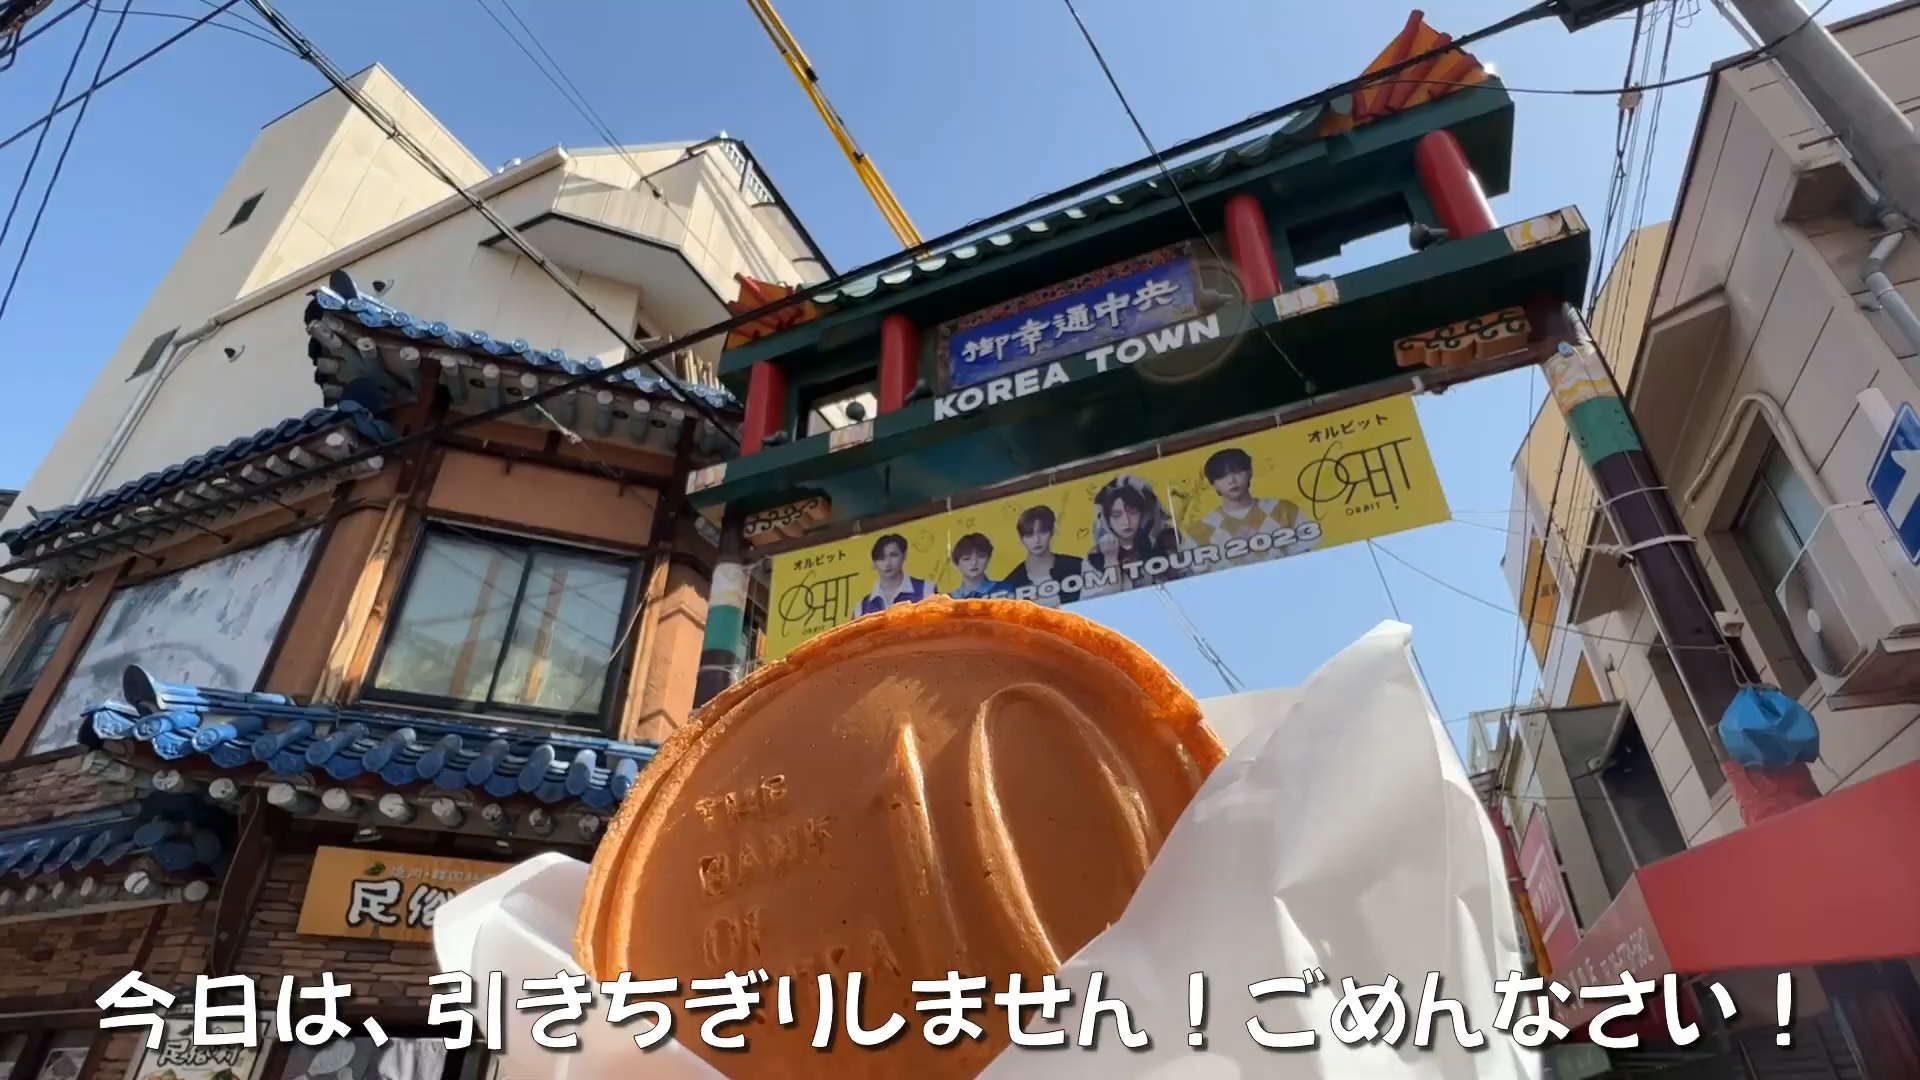 御幸通中央
KOREA TOWN
オルビット
ORBIT
オルビット
ORBIT
ROOM TOUR 2023
10
THE
BANK
OF
民俗
今日は、引きちぎりしません！ごめんなさい！